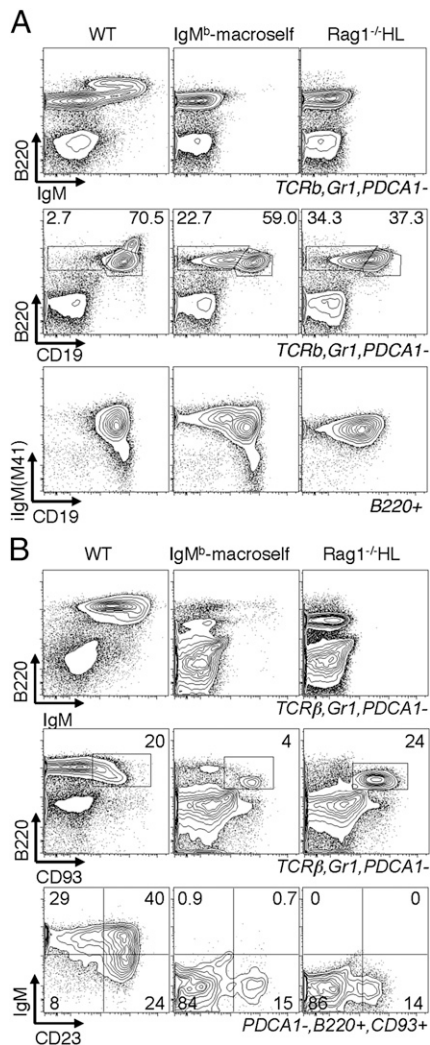 A
WT IgMᵇ-macroself Rag1⁻/⁻HL
B220
IgM
TCRb,Gr1,PDCA1-
2.7 70.5 22.7 59.0 34.3 37.3
B220
CD19
TCRb,Gr1,PDCA1-
iIgM(M41)
CD19
B220+
B
WT IgMᵇ-macroself Rag1⁻/⁻HL
B220
IgM
TCRβ,Gr1,PDCA1-
20 4 24
B220
CD93
TCRβ,Gr1,PDCA1-
29 40 0.9 0.7 0 0
IgM
8 24 84 15 86 14
CD23
PDCA1-,B220+,CD93+